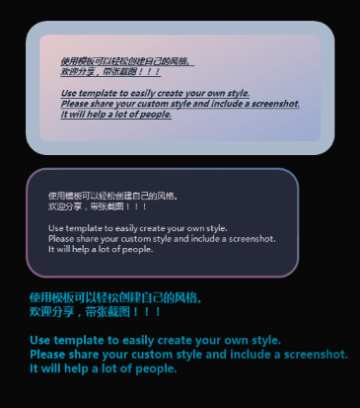 使用模板可以轻松创建自己的风格。
欢迎分享，带张截图！！！
Use template to easily create your own style.
Please share your custom style and include a screenshot.
It will help a lot of people.
使用模板可以轻松创建自己的风格。
欢迎分享，带张截图！！！
Use template to easily create your own style.
Please share your custom style and include a screenshot.
It will help a lot of people.
使用模板可以轻松创建自己的风格。
欢迎分享，带张截图！！！
Use template to easily create your own style.
Please share your custom style and include a screenshot.
It will help a lot of people.